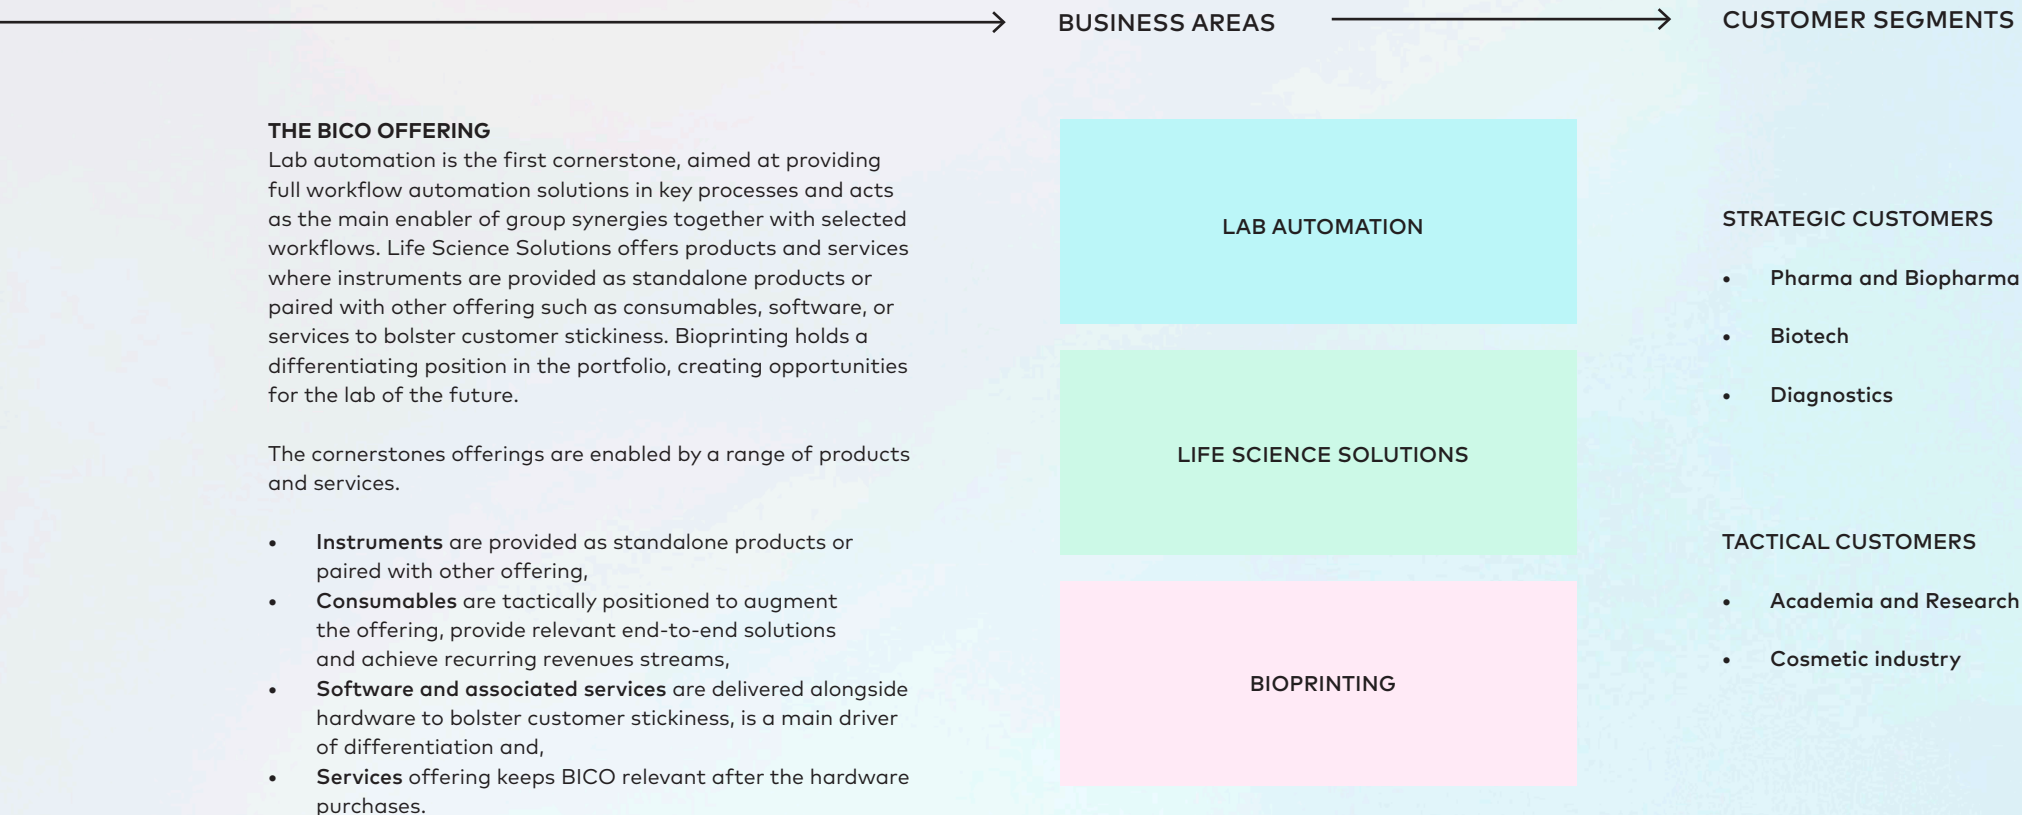 BUSINESS AREAS
CUSTOMER SEGMENTS
THE BICO OFFERING
Lab automation is the first cornerstone, aimed at providing
full workflow automation solutions in key processes and acts
as the main enabler of group synergies together with selected
workflows. Life Science Solutions offers products and services
where instruments are provided as standalone products or
paired with other offering such as consumables, software, or
services to bolster customer stickiness. Bioprinting holds a
differentiating position in the portfolio, creating opportunities
for the lab of the future.
The cornerstones offerings are enabled by a range of products
and services.
• Instruments are provided as standalone products or
paired with other offering,
• Consumables are tactically positioned to augment
the offering, provide relevant end-to-end solutions
and achieve recurring revenues streams,
• Software and associated services are delivered alongside
hardware to bolster customer stickiness, is a main driver
of differentiation and,
• Services offering keeps BICO relevant after the hardware
purchases.
LAB AUTOMATION
LIFE SCIENCE SOLUTIONS
BIOPRINTING
STRATEGIC CUSTOMERS
• Pharma and Biopharma
• Biotech
• Diagnostics
TACTICAL CUSTOMERS
• Academia and Research
• Cosmetic industry